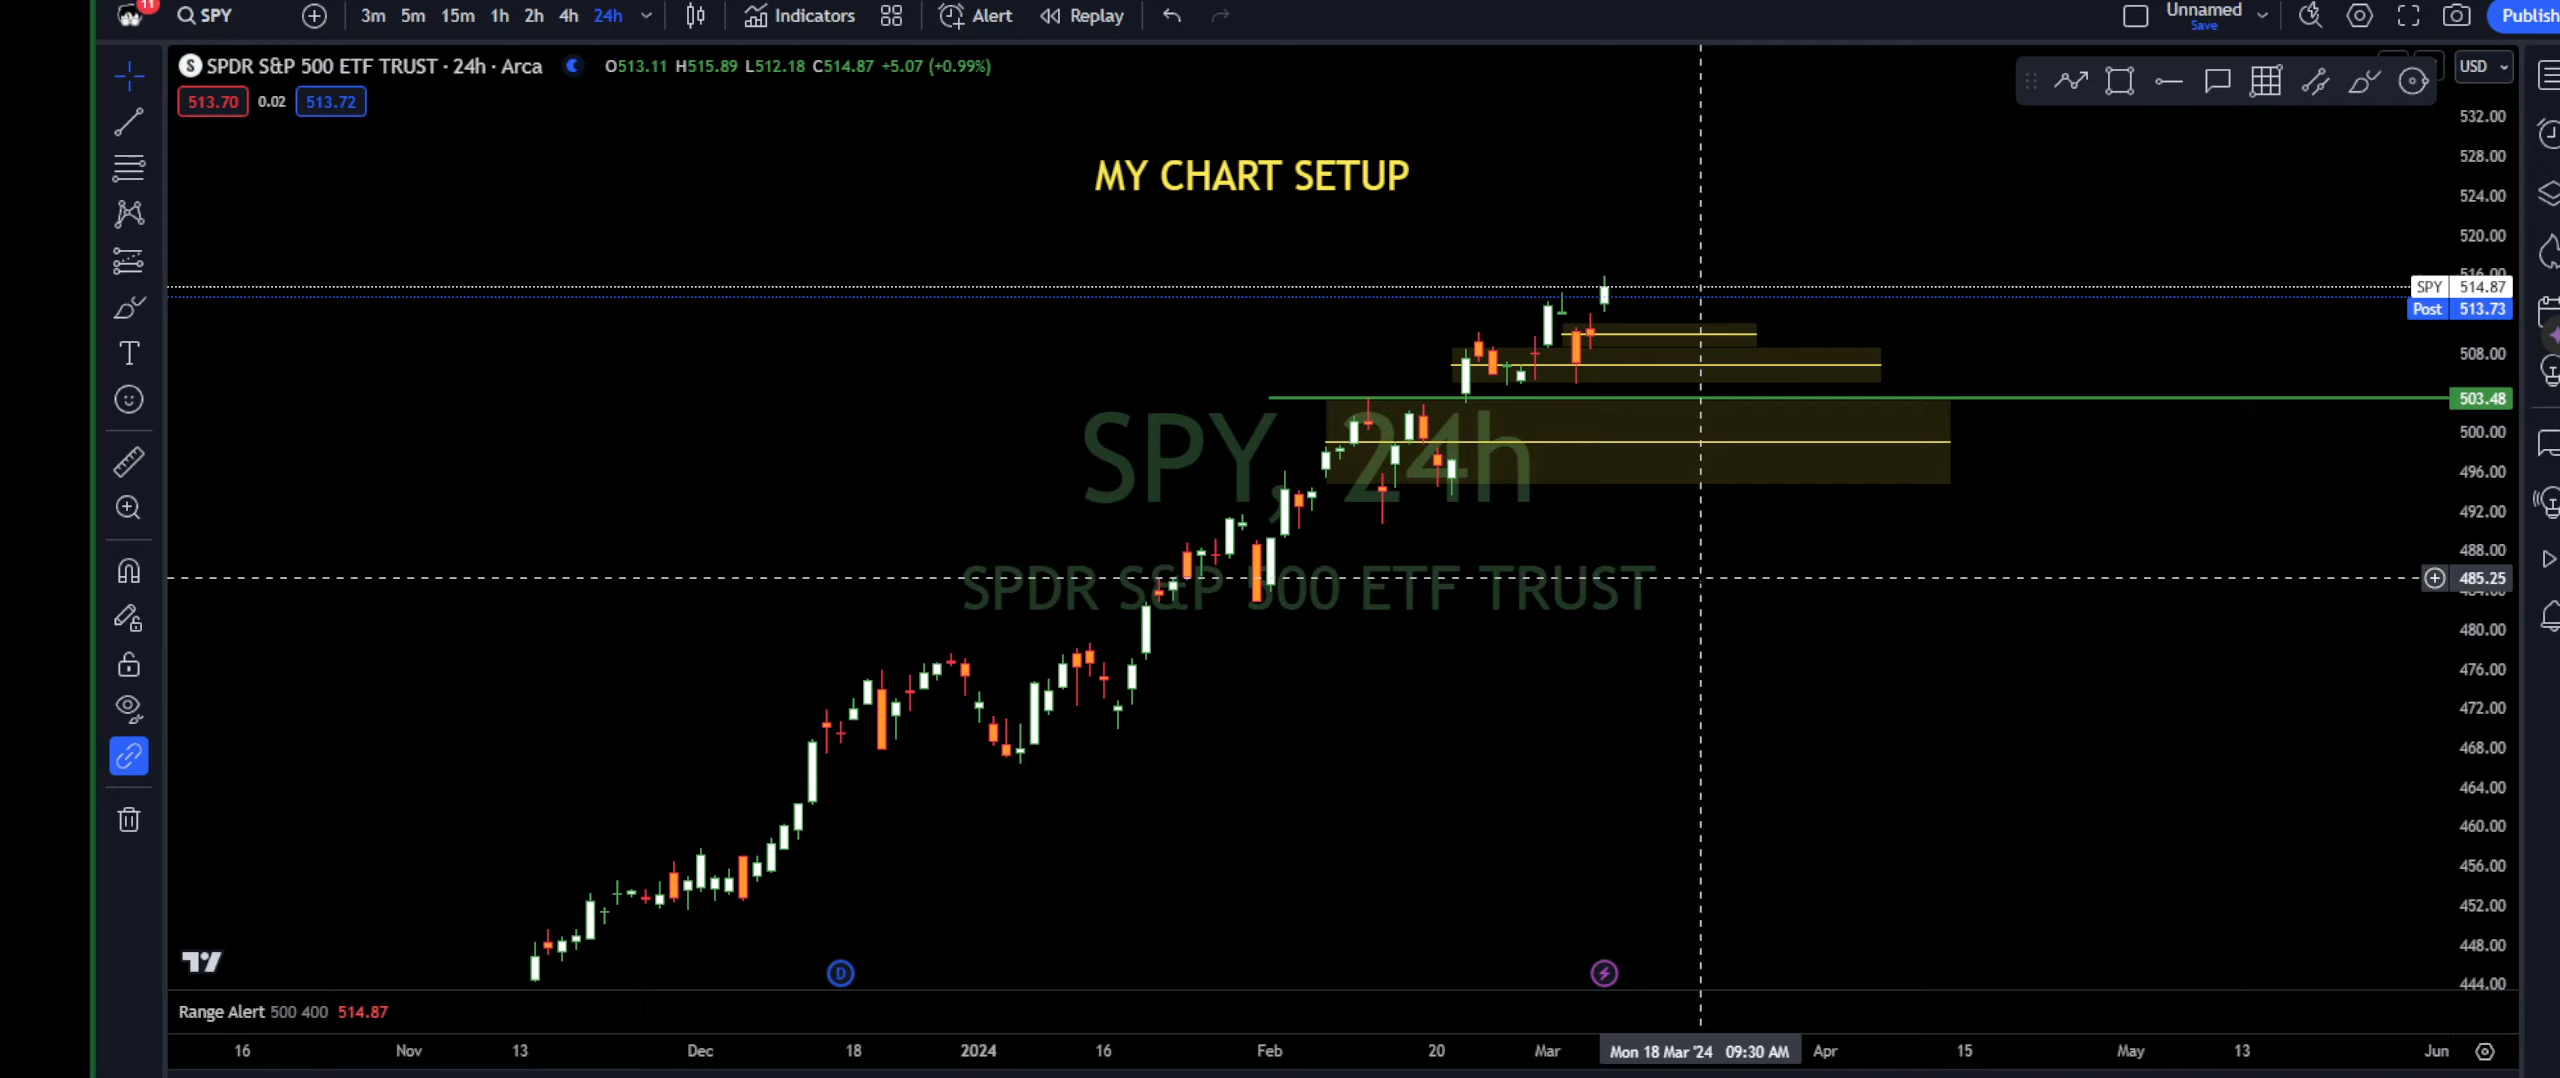 11
SPY 3m 5m 15m 1h 2h 4h 24h Indicators Alert Replay Unnamed Publish
Save
S SPDR S&P 500 ETF TRUST · 24h · Arca O513.11 H515.89 L512.18 C514.87 +5.07 (+0.99%) USD
513.70 0.02 513.72
MY CHART SETUP
532.00
528.00
524.00
520.00
516.00
SPY 514.87
Post 513.73
508.00
503.48
500.00
SPY, 24h
496.00
492.00
488.00
SPDR S&P 500 ETF TRUST
485.25
484.00
480.00
476.00
472.00
468.00
464.00
460.00
456.00
452.00
448.00
444.00
D
Range Alert 500 400 514.87
16 Nov 13 Dec 18 2024 16 Feb 20 Mar Mon 18 Mar '24 09:30 AM Apr 15 May 13 Jun